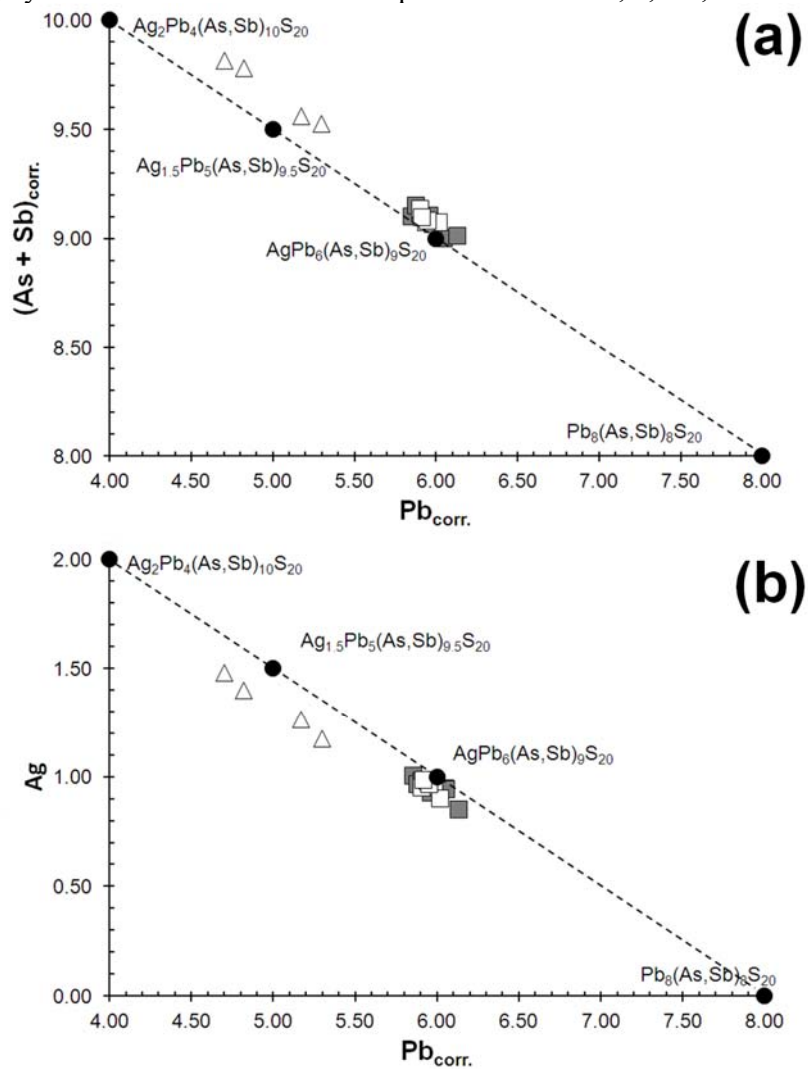 (a)
10.00
9.50
9.00
8.50
8.00
(As + Sb)corr.
Ag2Pb4(As,Sb)10S20
Ag1.5Pb5(As,Sb)9.5S20
AgPb6(As,Sb)9S20
Pb8(As,Sb)8S20
4.00 4.50 5.00 5.50 6.00 6.50 7.00 7.50 8.00
Pbcorr.
(b)
2.00
1.50
1.00
0.50
0.00
Ag
Ag2Pb4(As,Sb)10S20
Ag1.5Pb5(As,Sb)9.5S20
AgPb6(As,Sb)9S20
Pb8(As,Sb)8S20
4.00 4.50 5.00 5.50 6.00 6.50 7.00 7.50 8.00
Pbcorr.